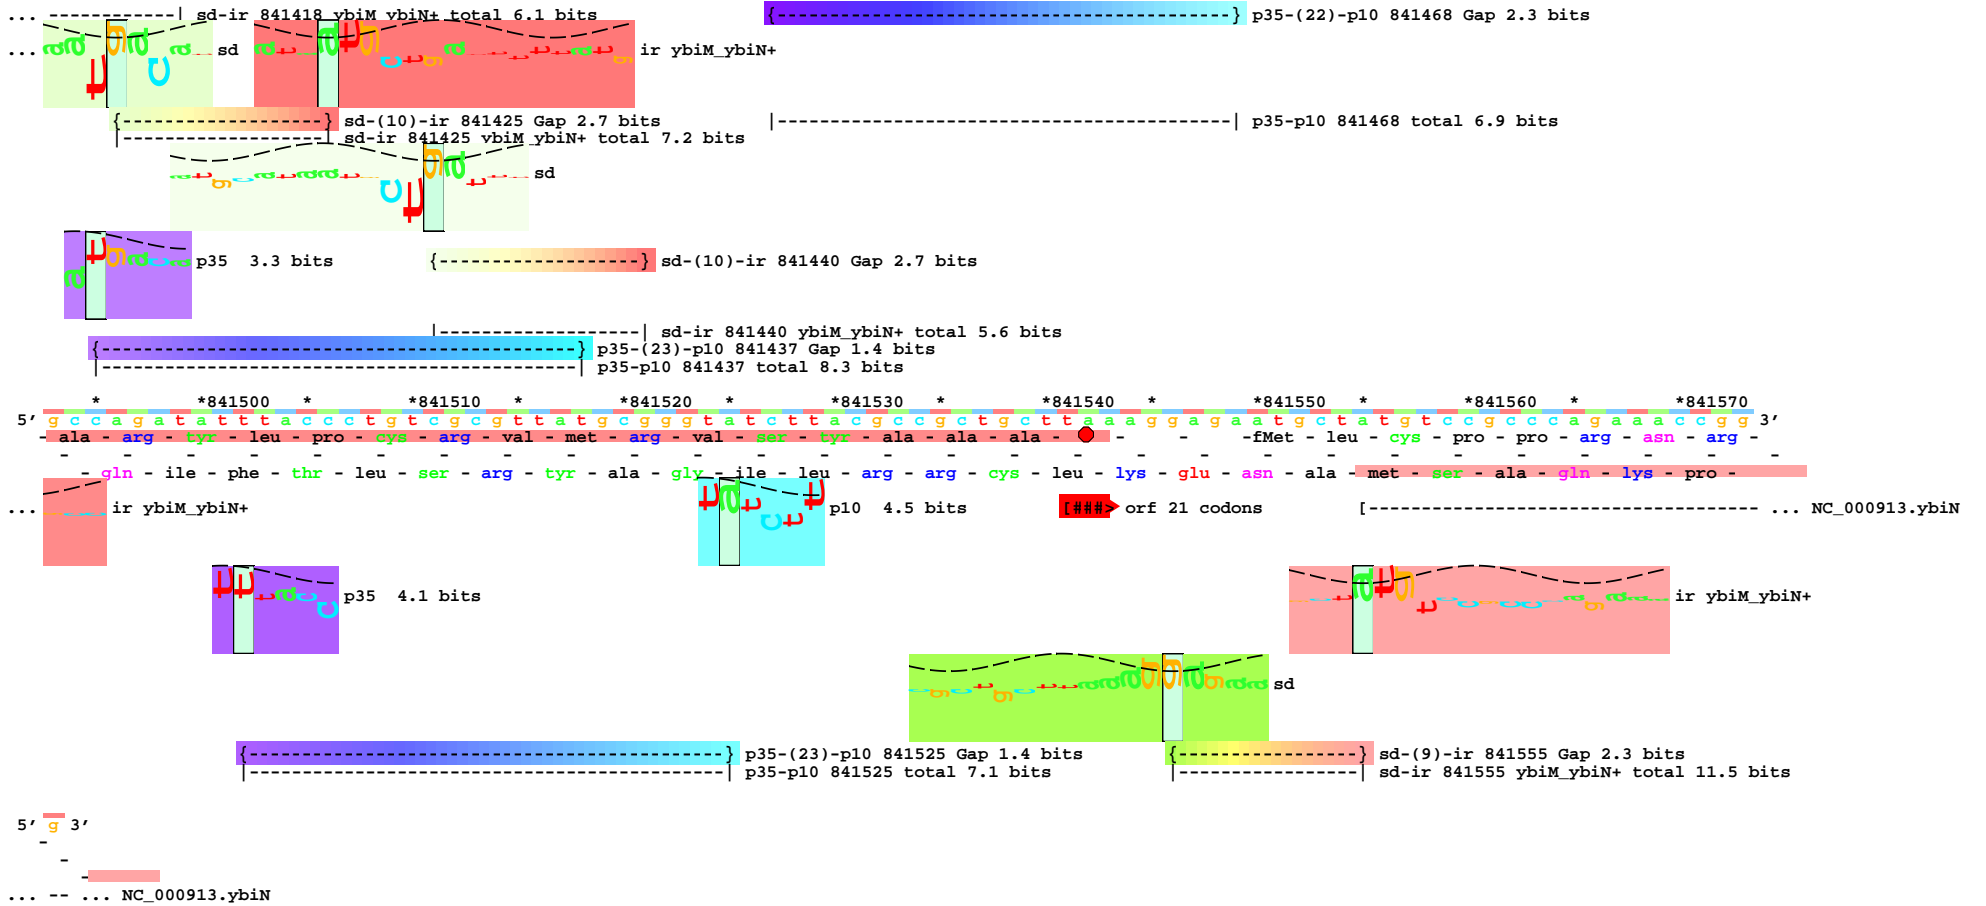 ... ------------| sd-ir 841418 ybiM_ybiN+ total 6.1 bits
{-------------------------------------------} p35-(22)-p10 841468 Gap 2.3 bits
... sd
ir ybiM_ybiN+
{-------------------} sd-(10)-ir 841425 Gap 2.7 bits
|-------------------------------------------| p35-p10 841468 total 6.9 bits
|-------------------| sd-ir 841425 ybiM_ybiN+ total 7.2 bits
sd
p35 3.3 bits
{-------------------} sd-(10)-ir 841440 Gap 2.7 bits
|-------------------| sd-ir 841440 ybiM_ybiN+ total 5.6 bits
{---------------------------------------------} p35-(23)-p10 841437 Gap 1.4 bits
|---------------------------------------------| p35-p10 841437 total 8.3 bits
* *841500 * *841510 * *841520 * *841530 * *841540 * *841550 * *841560 * *841570
5’ g c c a g a t a t t t a c c c t g t c g c g t t a t g c g g g t a t c t t a c g c c g c t g c t t a a a g g a g a a t g c t a t g t c c g c c c a g a a a c c g g 3’
- ala - arg - tyr - leu - pro - cys - arg - val - met - arg - val - ser - tyr - ala - ala - ala - - - -fMet - leu - cys - pro - pro - arg - asn - arg -
- gln - ile - phe - thr - leu - ser - arg - tyr - ala - gly - ile - leu - arg - arg - cys - leu - lys - glu - asn - ala - met - ser - ala - gln - lys - pro -
... ir ybiM_ybiN+
p10 4.5 bits
[###> orf 21 codons
[------------------------------------- ... NC_000913.ybiN
p35 4.1 bits
ir ybiM_ybiN+
sd
{---------------------------------------------} p35-(23)-p10 841525 Gap 1.4 bits
{-----------------} sd-(9)-ir 841555 Gap 2.3 bits
|---------------------------------------------| p35-p10 841525 total 7.1 bits
|-----------------| sd-ir 841555 ybiM_ybiN+ total 11.5 bits
5’ g 3’
-
-
-
... -- ... NC_000913.ybiN